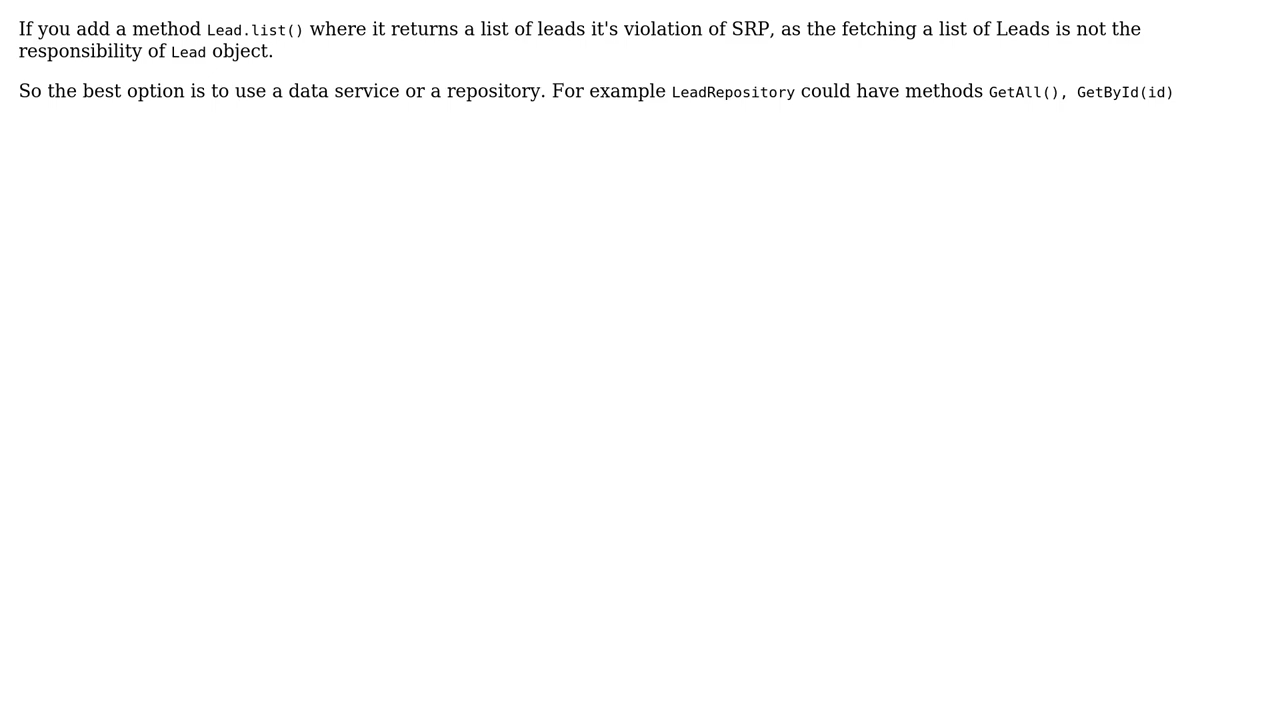 If you add a method Lead.list() where it returns a list of leads it's violation of SRP, as the fetching a list of Leads is not the
responsibility of Lead object.
So the best option is to use a data service or a repository. For example LeadRepository could have methods GetAll(), GetById(id)